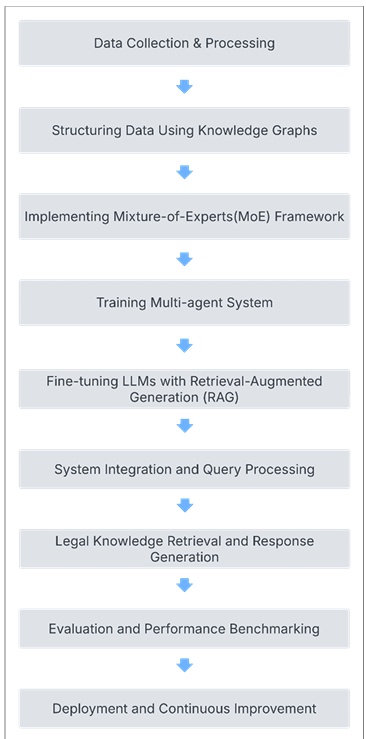 Data Collection & Processing
Structuring Data Using Knowledge Graphs
Implementing Mixture-of-Experts(MoE) Framework
Training Multi-agent System
Fine-tuning LLMs with Retrieval-Augmented
Generation (RAG)
System Integration and Query Processing
Legal Knowledge Retrieval and Response
Generation
Evaluation and Performance Benchmarking
Deployment and Continuous Improvement